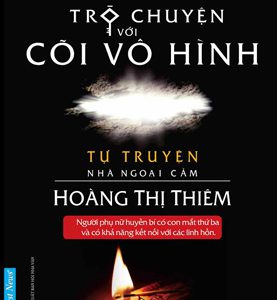 TRÒ CHUYỆN
VỚI
CÕI VÔ HÌNH
TỰ TRUYỆN
NHÀ NGOẠI CẢM
HOÀNG THỊ THIÊM
Người phụ nữ huyền bí có con mắt thứ ba
và có khả năng kết nối với các linh hồn.
News